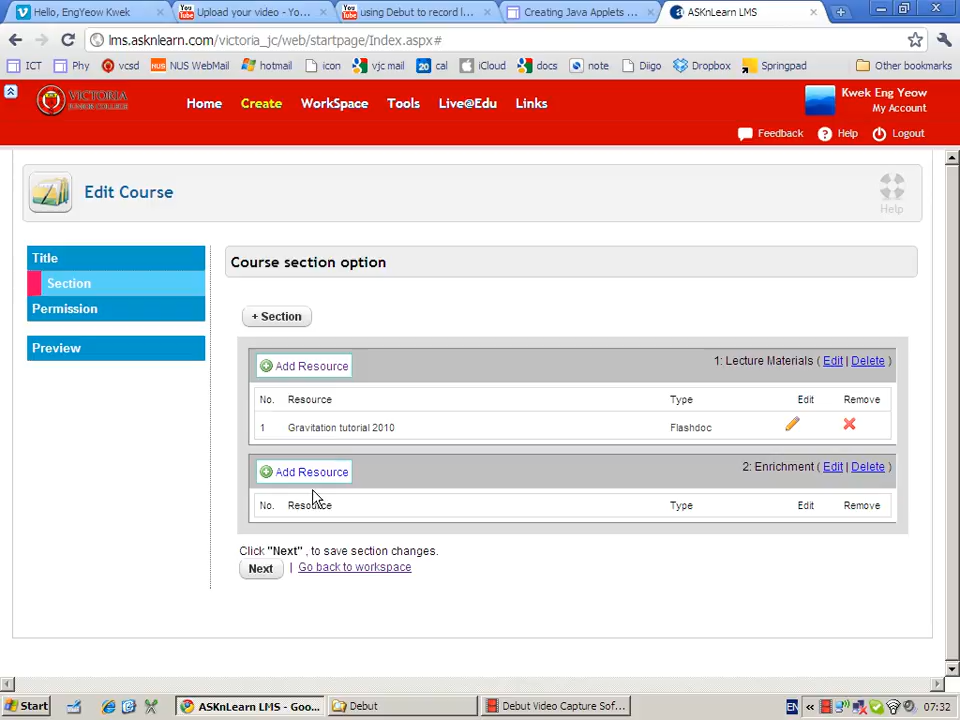 Hello, EngYeow Kwek
Upload your video - Yo...
using Debut to record l...
Creating Java Applets ...
ASKnLearn LMS
lms.asknlearn.com/victoria_jc/web/startpage/Index.aspx#
ICT Phy vcsd NUS WebMail hotmail icon vjc mail cal iCloud docs note Diigo Dropbox Springpad Other bookmarks
VICTORIA
JUNIOR COLLEGE
Home Create WorkSpace Tools Live@Edu Links
Kwek Eng Yeow
My Account
Feedback Help Logout
Edit Course
Help
Title
Section
Permission
Preview
Course section option
+ Section
Add Resource 1: Lecture Materials ( Edit | Delete )
No. Resource Type Edit Remove
1 Gravitation tutorial 2010 Flashdoc
Add Resource 2: Enrichment ( Edit | Delete )
No. Resource Type Edit Remove
Click "Next" , to save section changes.
Next | Go back to workspace
Start ASKnLearn LMS - Goo... Debut Debut Video Capture Sof... EN « 07:32